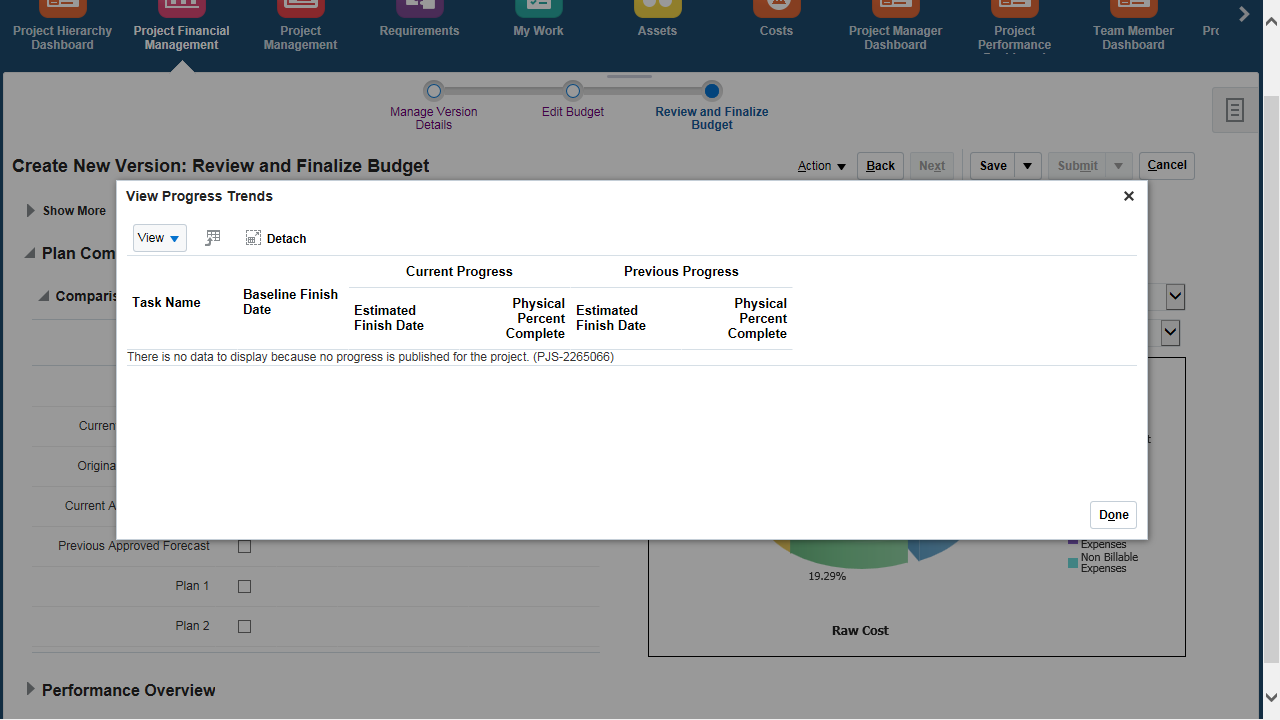 Project Hierarchy
Dashboard
Project Financial
Management
Project
Management
Requirements
My Work
Assets
Costs
Project Manager
Dashboard
Project
Performance
Team Member
Dashboard
Manage Version
Details
Edit Budget
Review and Finalize
Budget
Create New Version: Review and Finalize Budget
Action
Back
Next
Save
Submit
Cancel
Show More
View Progress Trends
Plan Com
View
Detach
Current Progress
Previous Progress
Comparis
Task Name
Baseline Finish
Date
Estimated
Finish Date
Physical
Percent
Complete
Estimated
Finish Date
Physical
Percent
Complete
There is no data to display because no progress is published for the project. (PJS-2265066)
Curren
Origina
Current A
Done
Previous Approved Forecast
Plan 1
Plan 2
Expenses
Non Billable
Expenses
19.29%
Raw Cost
Performance Overview